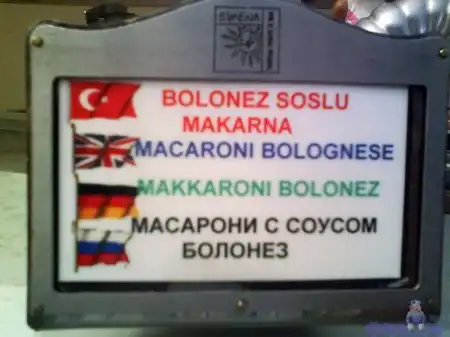 BOLONEZ SOSLU
MAKARNA
MACARONI BOLOGNESE
MAKKARONI BOLONEZ
МАСАРОНИ С СОУСОМ
БОЛОНЕЗ